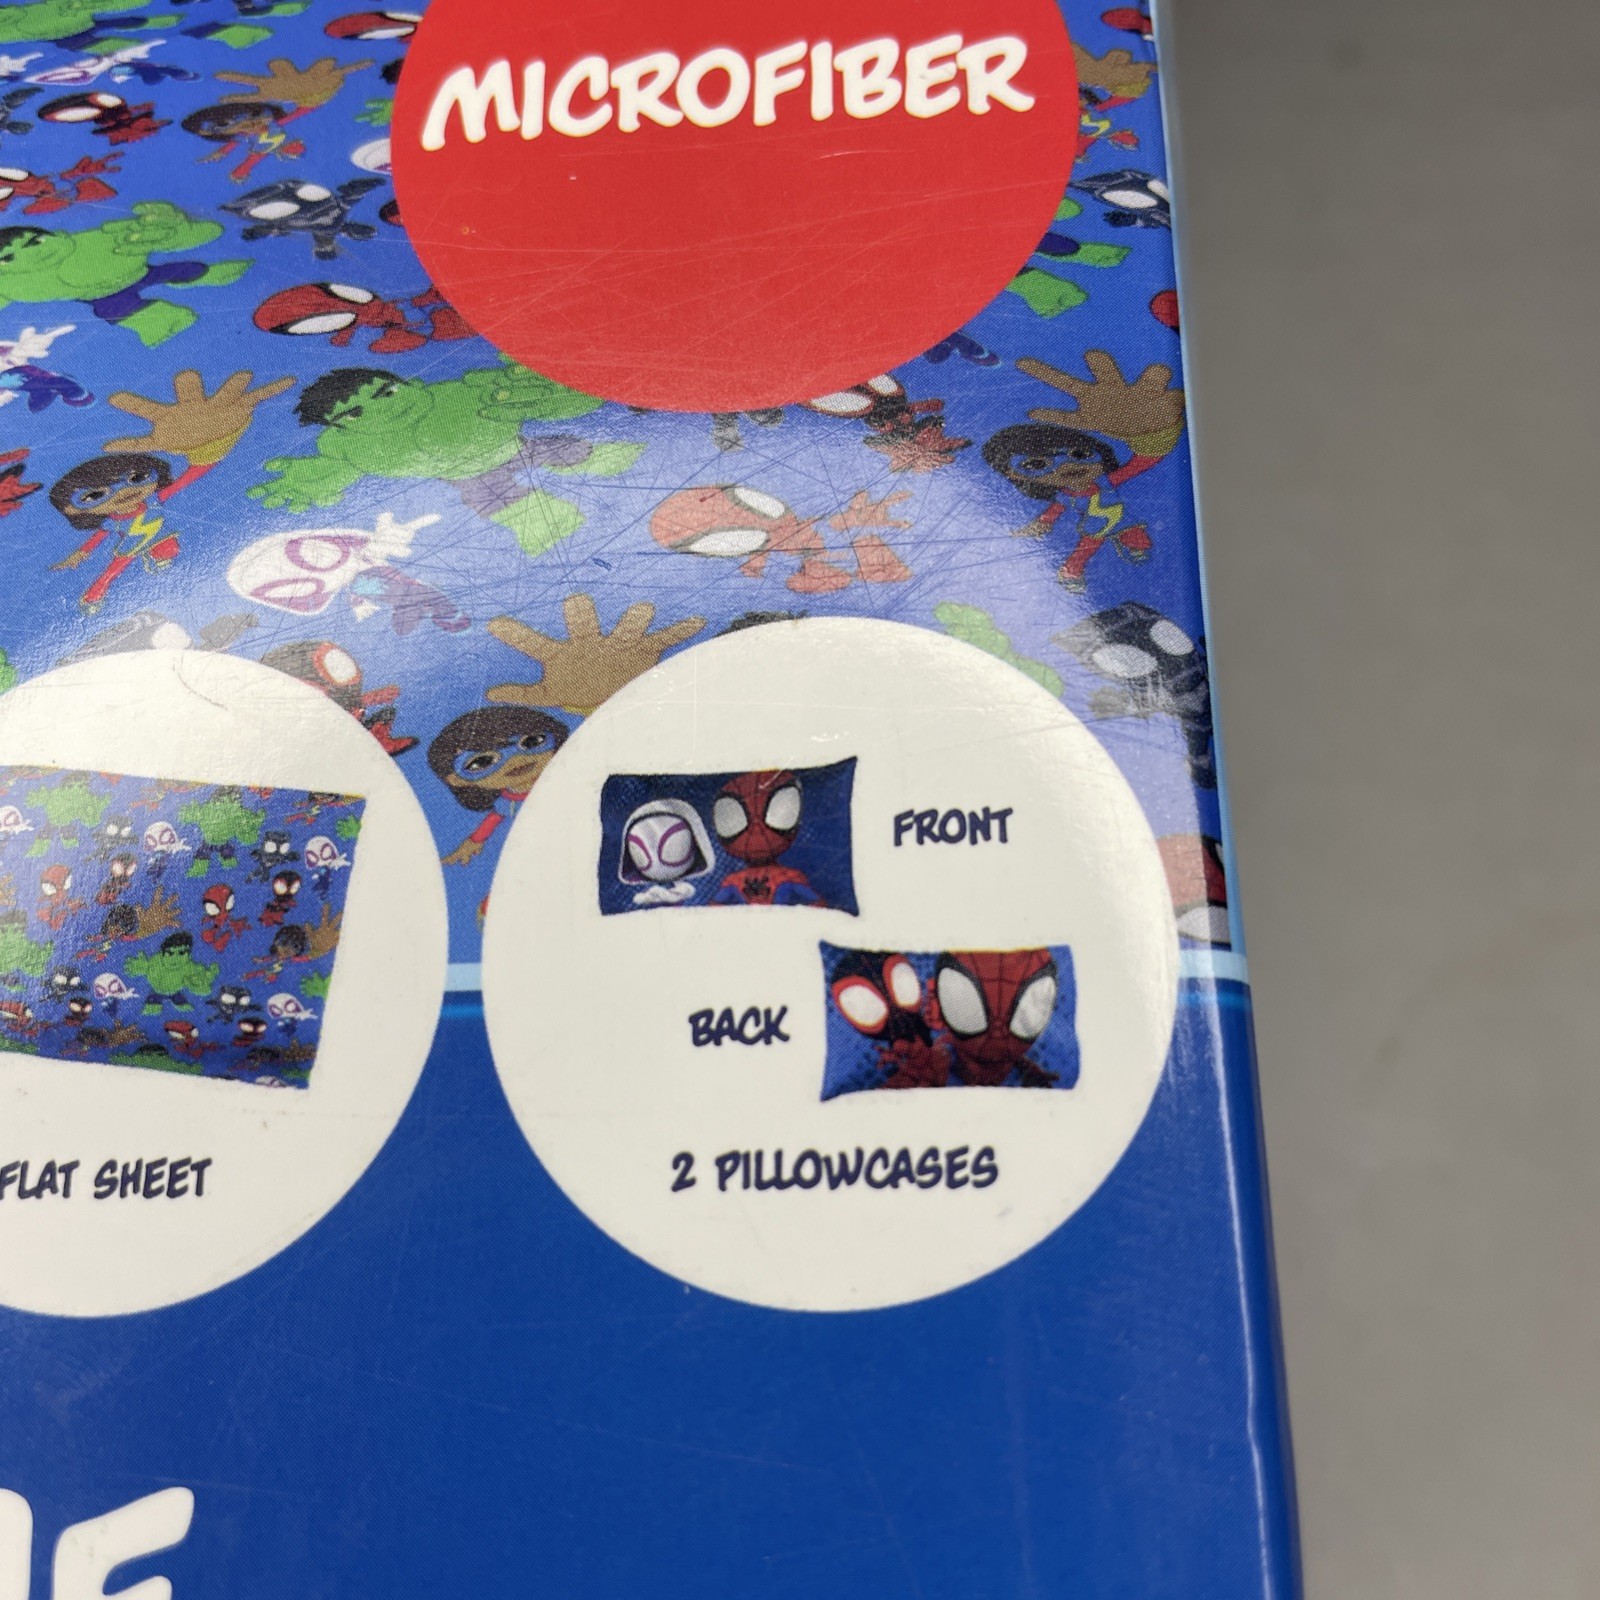 MICROFIBER
FRONT
BACK
FLAT SHEET
2 PILLOWCASES